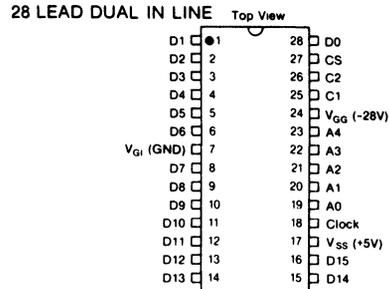 28 LEAD DUAL IN LINE
Top View
D1 1 28 D0
D2 2 27 CS
D3 3 26 C2
D4 4 25 C1
D5 5 24 VGG (-28V)
D6 6 23 A4
VGI (GND) 7 22 A3
D7 8 21 A2
D8 9 20 A1
D9 10 19 A0
D10 11 18 Clock
D11 12 17 VSS (+5V)
D12 13 16 D15
D13 14 15 D14